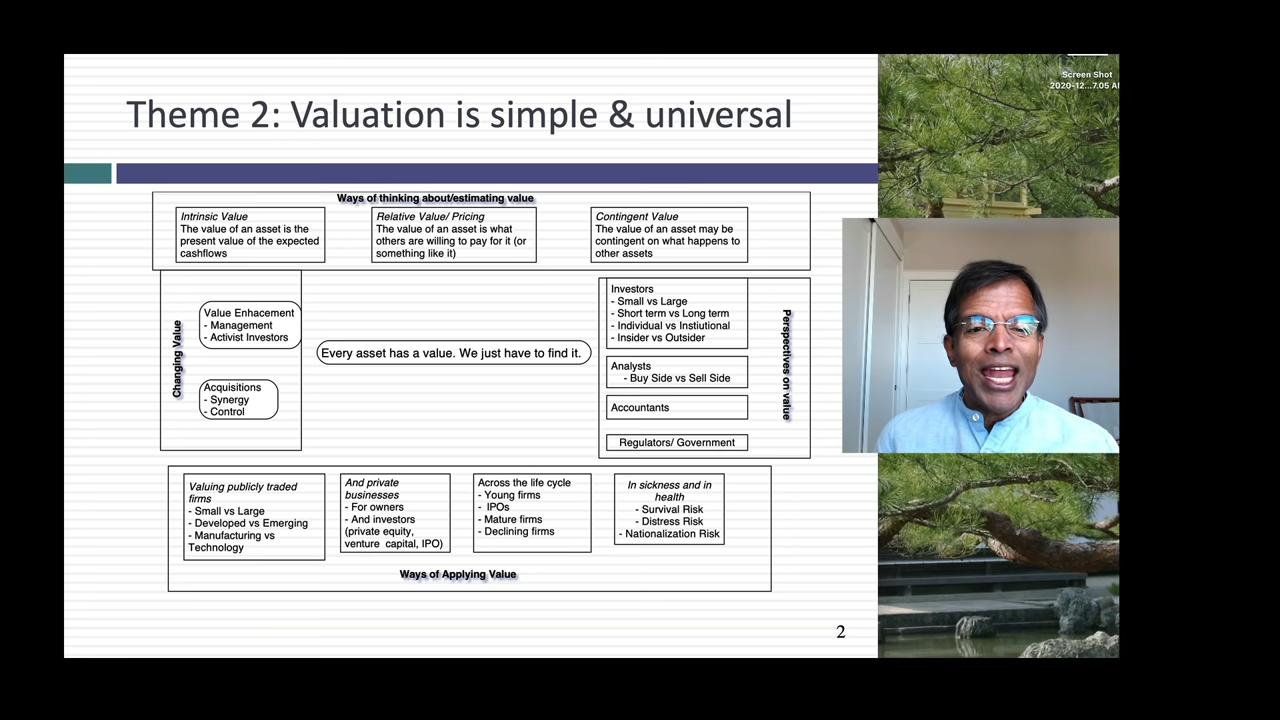 Screen Shot
2020-12...7.05 A
Theme 2: Valuation is simple & universal
Ways of thinking about/estimating value
Intrinsic Value
The value of an asset is the
present value of the expected
cashflows
Relative Value/ Pricing
The value of an asset is what
others are willing to pay for it (or
something like it)
Contingent Value
The value of an asset may be
contingent on what happens to
other assets
Changing Value
Value Enhacement
- Management
- Activist Investors
Acquisitions
- Synergy
- Control
Every asset has a value. We just have to find it.
Investors
- Small vs Large
- Short term vs Long term
- Individual vs Instiutional
- Insider vs Outsider
Analysts
- Buy Side vs Sell Side
Accountants
Regulators/ Government
Perspectives on value
Valuing publicly traded
firms
- Small vs Large
- Developed vs Emerging
- Manufacturing vs
Technology
And private
businesses
- For owners
- And investors
(private equity,
venture capital, IPO)
Across the life cycle
- Young firms
- IPOs
- Mature firms
- Declining firms
In sickness and in
health
- Survival Risk
- Distress Risk
- Nationalization Risk
Ways of Applying Value
2